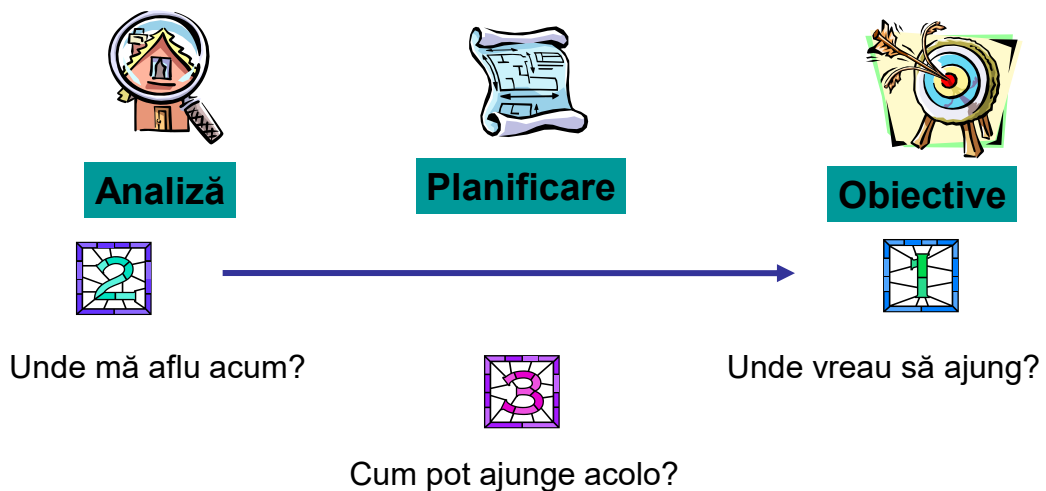 Analiză
Planificare
Obiective
2
1
Unde mă aflu acum?
Unde vreau să ajung?
3
Cum pot ajunge acolo?